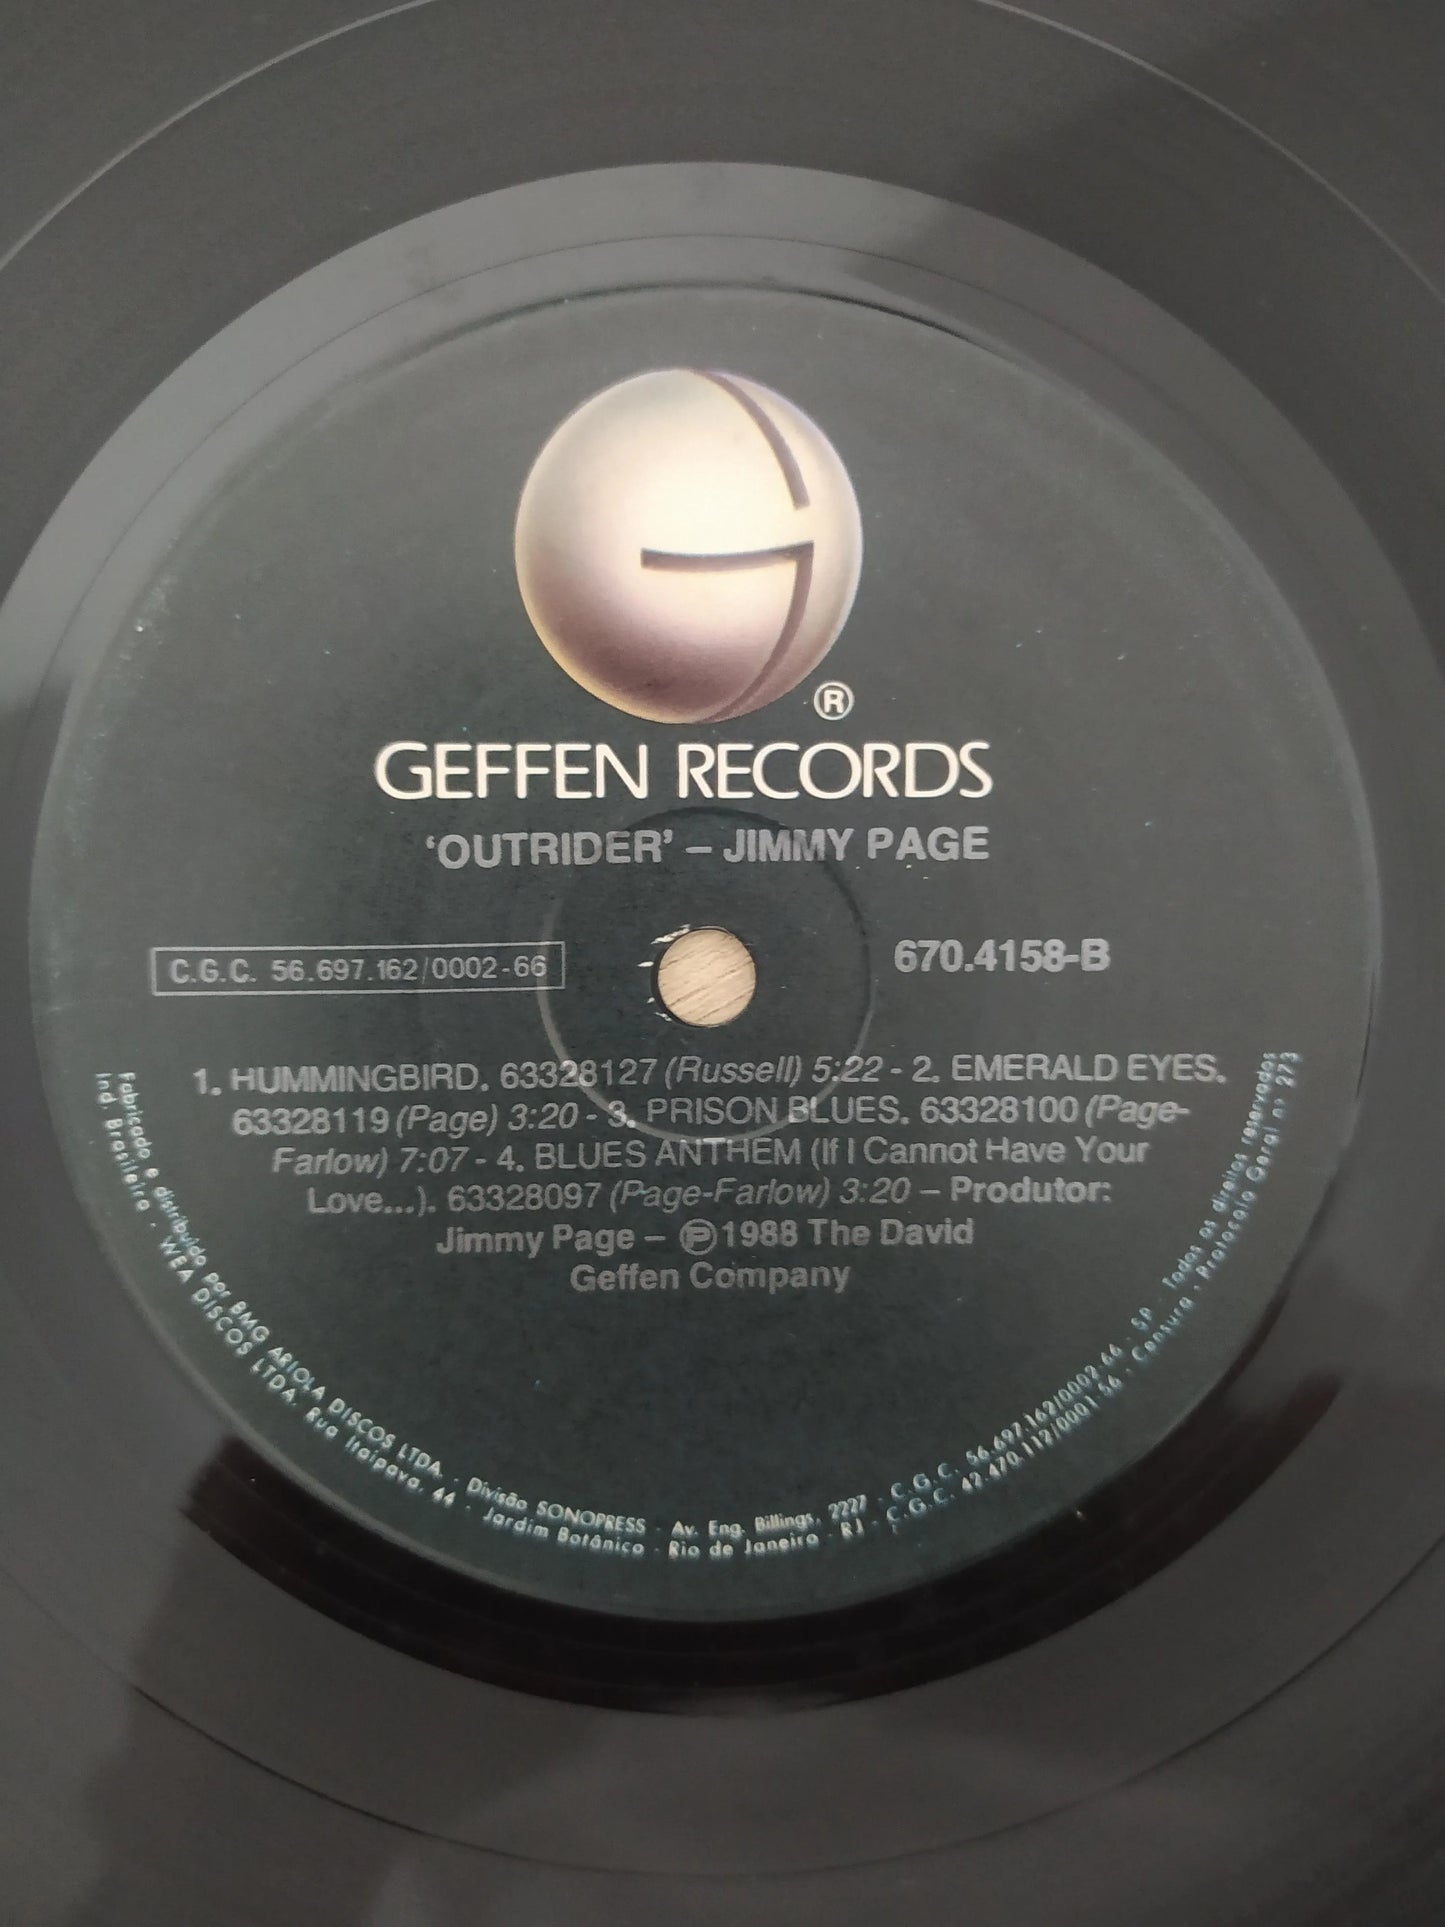 ®
GEFFEN RECORDS
‘OUTRIDER’ – JIMMY PAGE
C.G.C. 56.697.162/0002-66
670.4158-B
1. HUMMINGBIRD. 63328127 (Russell) 5:22 - 2. EMERALD EYES.
63328119 (Page) 3:20 - 3. PRISON BLUES. 63328100 (Page-
Farlow) 7:07 - 4. BLUES ANTHEM (If I Cannot Have Your
Love...). 63328097 (Page-Farlow) 3:20 – Produtor:
Jimmy Page – ℗1988 The David
Geffen Company
Fabricado e distribuído por BMG ARIOLA DISCOS LTDA. · Divisão SONOPRESS · Av. Eng. Billings, 2227 · C.G.C. 56.697.162/0002-66 · SP · Todos os direitos reservados
Ind. Brasileira · WEA DISCOS LTDA. Rua Itaipava, 44 · Jardim Botânico · Rio de Janeiro · RJ · C.G.C. 42.470.112/0001-56 · Censura · Protocolo Geral nº 273